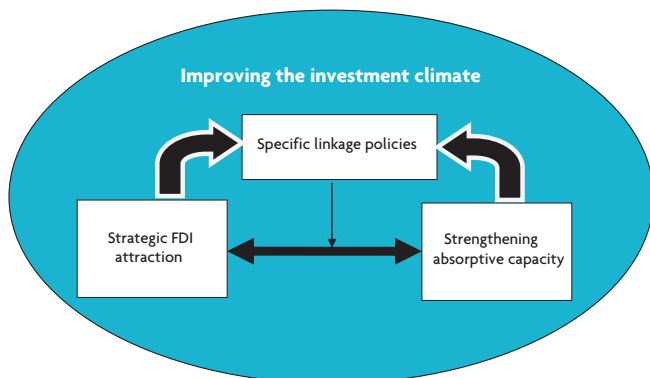 Improving the investment climate
Specific linkage policies
Strategic FDI
attraction
Strengthening
absorptive capacity